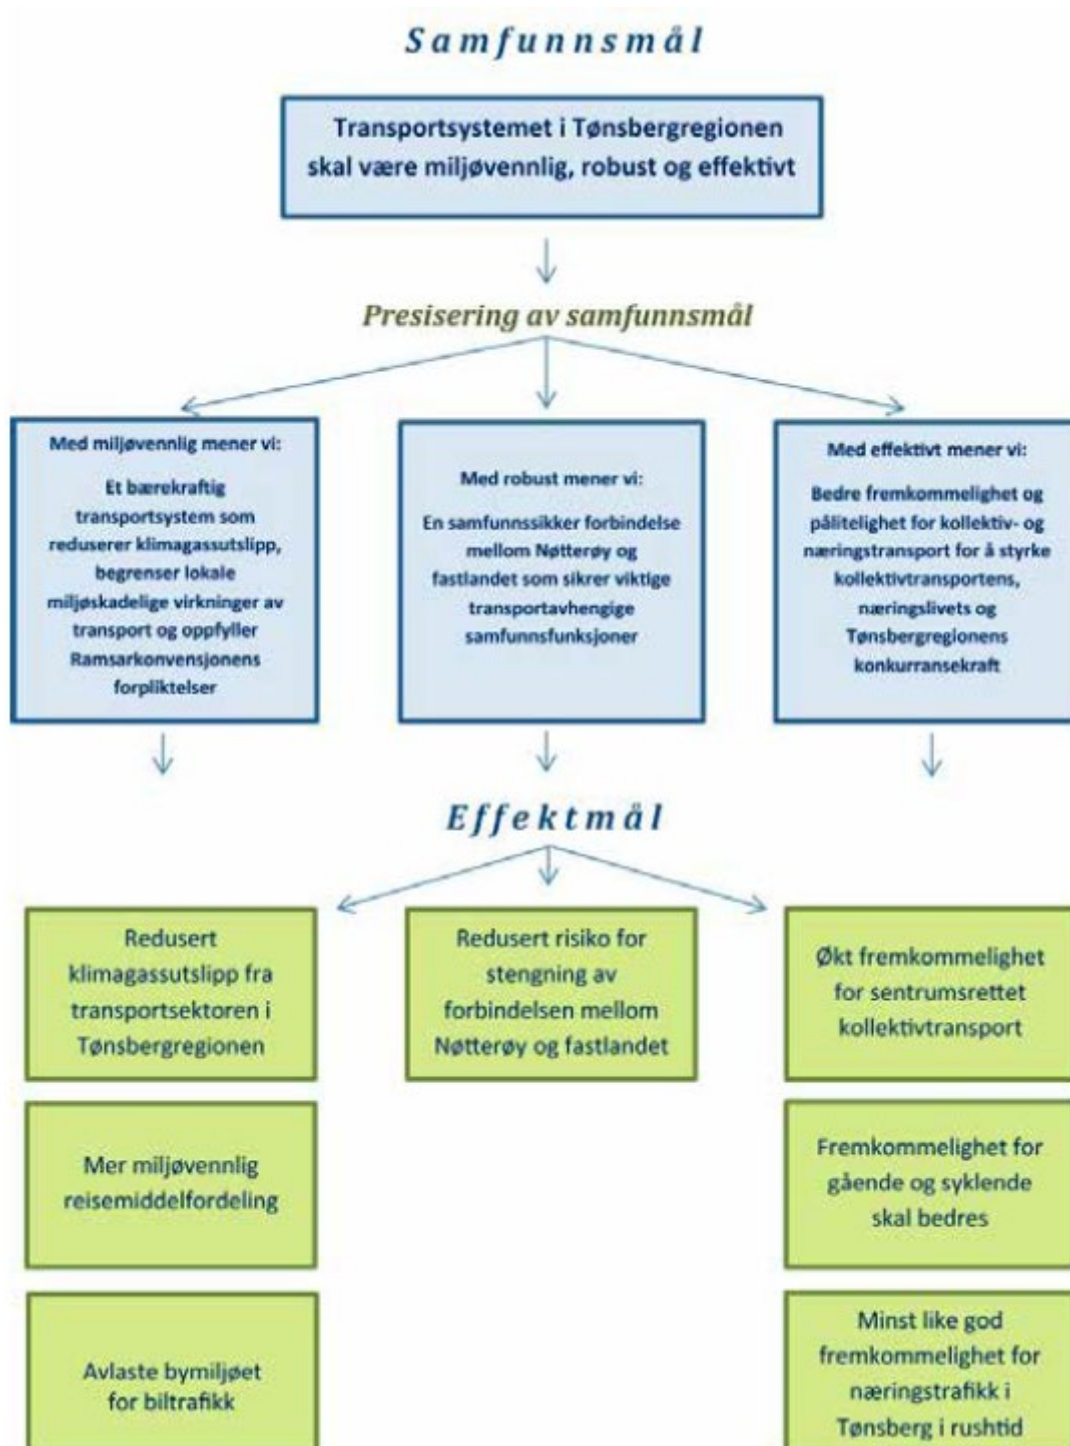 Samfunnsmål
Transportsystemet i Tønsbergregionen
skal være miljøvennlig, robust og effektivt
Presisering av samfunnsmål
Med miljøvennlig mener vi:
Et bærekraftig
transportsystem som
reduserer klimagassutslipp,
begrenser lokale
miljøskadelige virkninger av
transport og oppfyller
Ramsarkonvensjonens
forpliktelser
Med robust mener vi:
En samfunnssikker forbindelse
mellom Nøtterøy og
fastlandet som sikrer viktige
transportavhengige
samfunnsfunksjoner
Med effektivt mener vi:
Bedre fremkommelighet og
pålitelighet for kollektiv- og
næringstransport for å styrke
kollektivtransportens,
næringslivets og
Tønsbergregionens
konkurransekraft
Effektmål
Redusert
klimagassutslipp fra
transportsektoren i
Tønsbergregionen
Redusert risiko for
stengning av
forbindelsen mellom
Nøtterøy og fastlandet
Økt fremkommelighet
for sentrumsrettet
kollektivtransport
Mer miljøvennlig
reisemiddelfordeling
Fremkommelighet for
gående og syklende
skal bedres
Avlaste bymiljøet
for biltrafikk
Minst like god
fremkommelighet for
næringstrafikk i
Tønsberg i rushtid